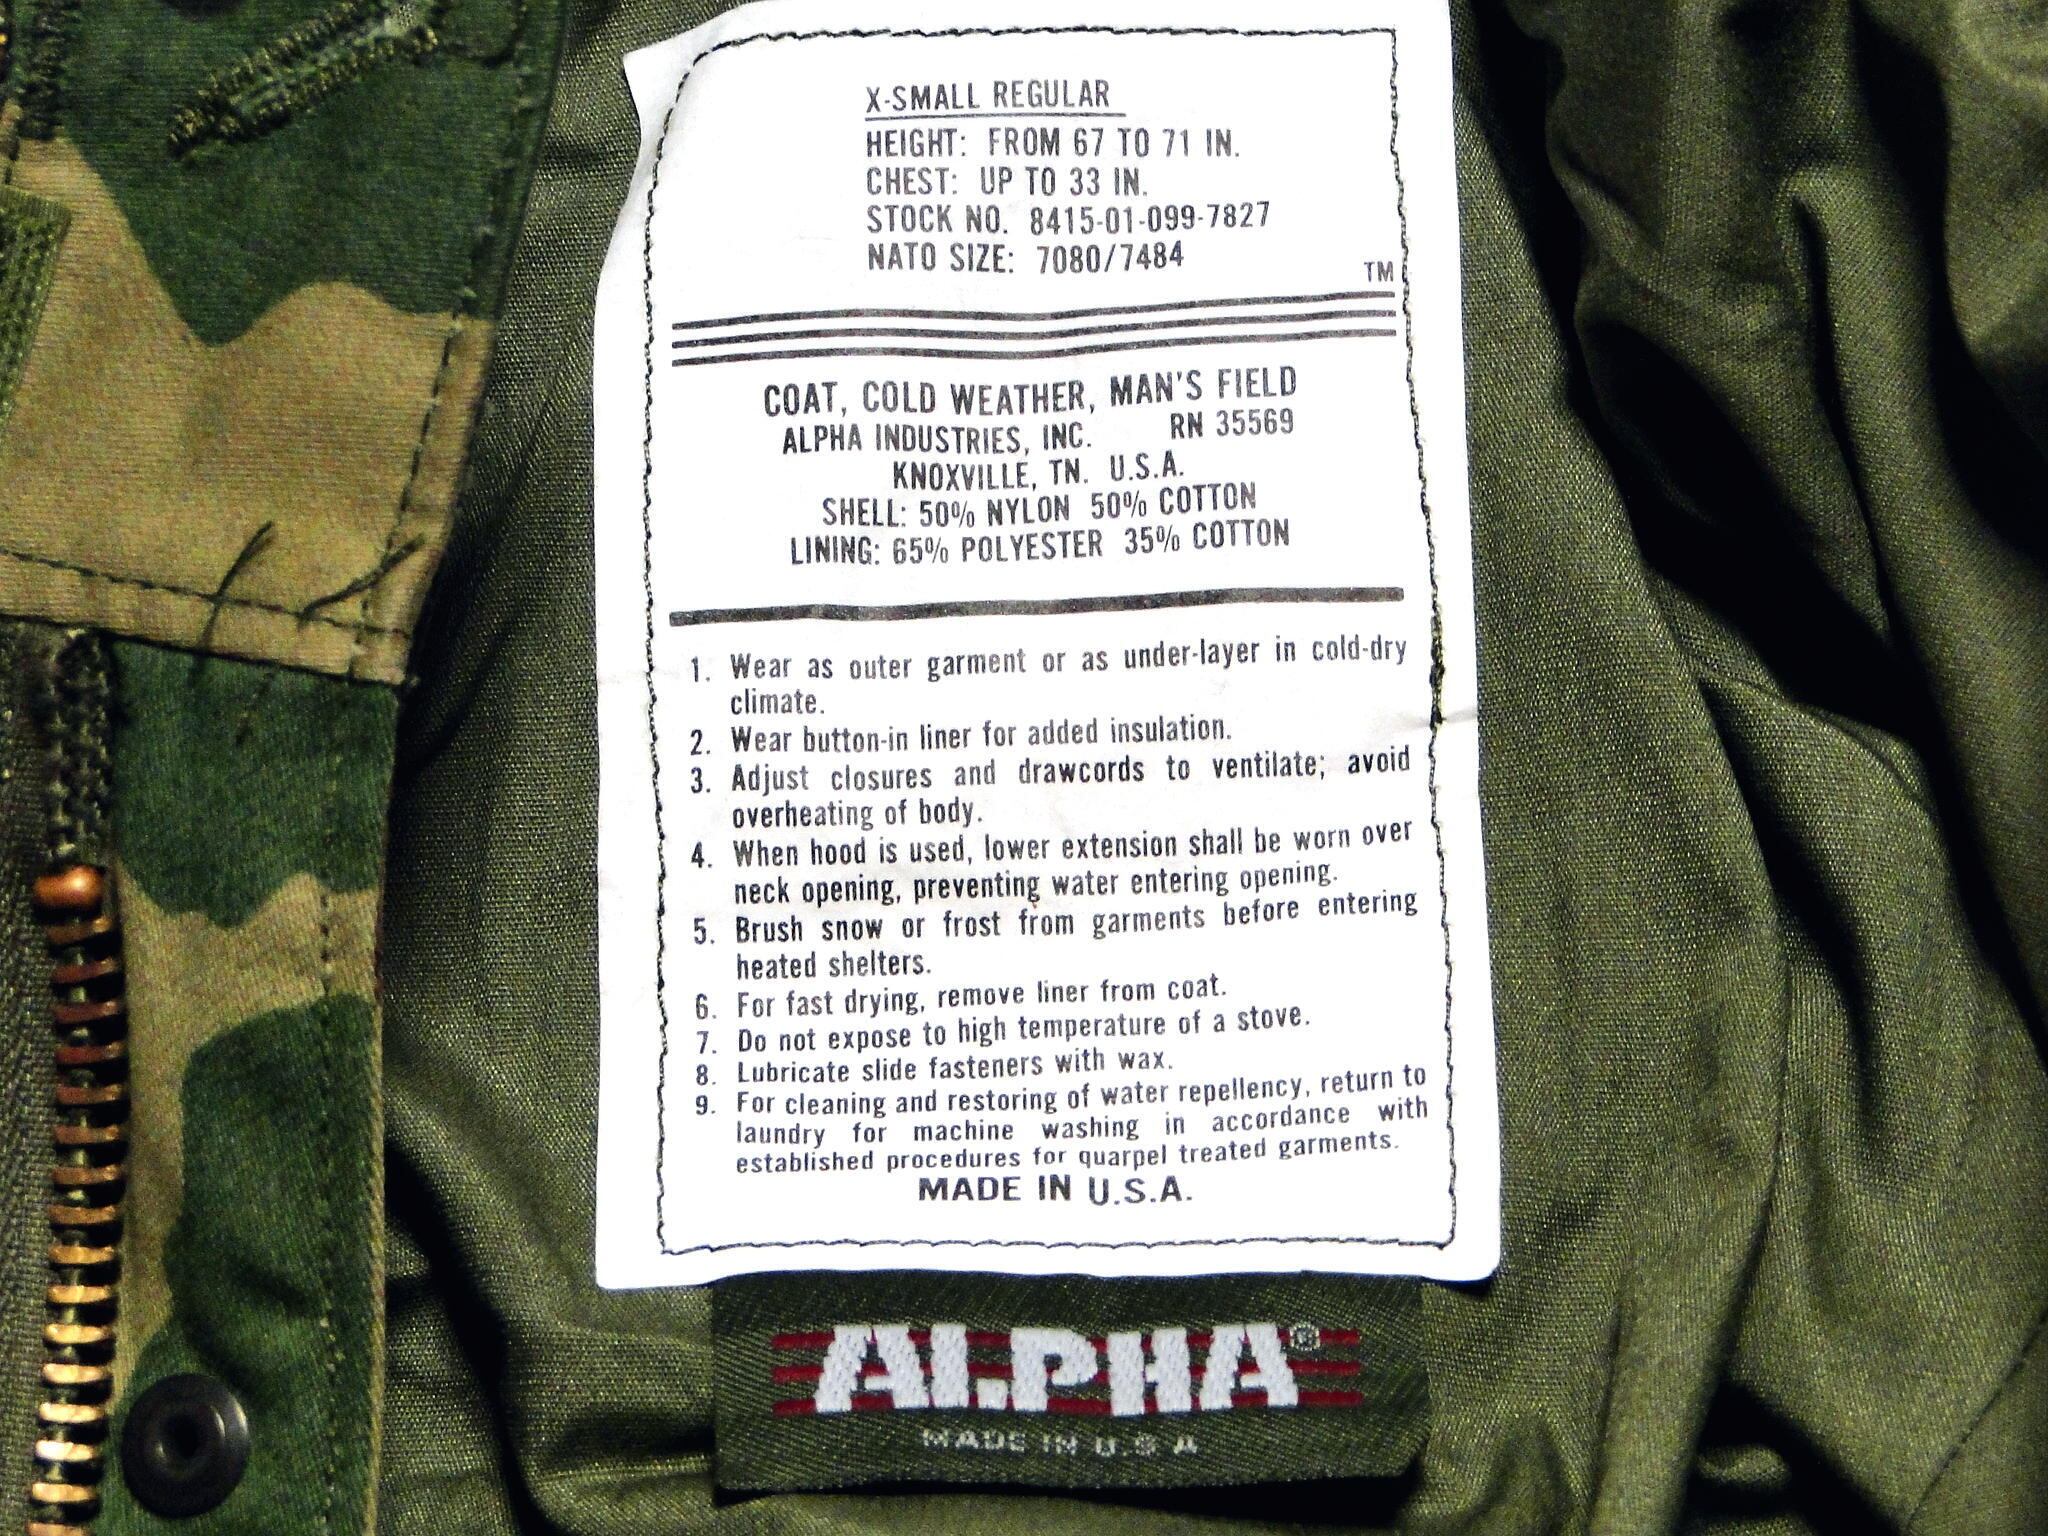 X-SMALL REGULAR
HEIGHT: FROM 67 TO 71 IN.
CHEST: UP TO 33 IN.
STOCK NO. 8415-01-099-7827
NATO SIZE: 7080/7484
TM
COAT, COLD WEATHER, MAN'S FIELD
ALPHA INDUSTRIES, INC. RN 35569
KNOXVILLE, TN. U.S.A.
SHELL: 50% NYLON 50% COTTON
LINING: 65% POLYESTER 35% COTTON
1. Wear as outer garment or as under-layer in cold-dry
climate.
2. Wear button-in liner for added insulation.
3. Adjust closures and drawcords to ventilate; avoid
overheating of body.
4. When hood is used, lower extension shall be worn over
neck opening, preventing water entering opening.
5. Brush snow or frost from garments before entering
heated shelters.
6. For fast drying, remove liner from coat.
7. Do not expose to high temperature of a stove.
8. Lubricate slide fasteners with wax.
9. For cleaning and restoring of water repellency, return to
laundry for machine washing in accordance with
established procedures for quarpel treated garments.
MADE IN U.S.A.
ALPHA®
MADE IN U.S A